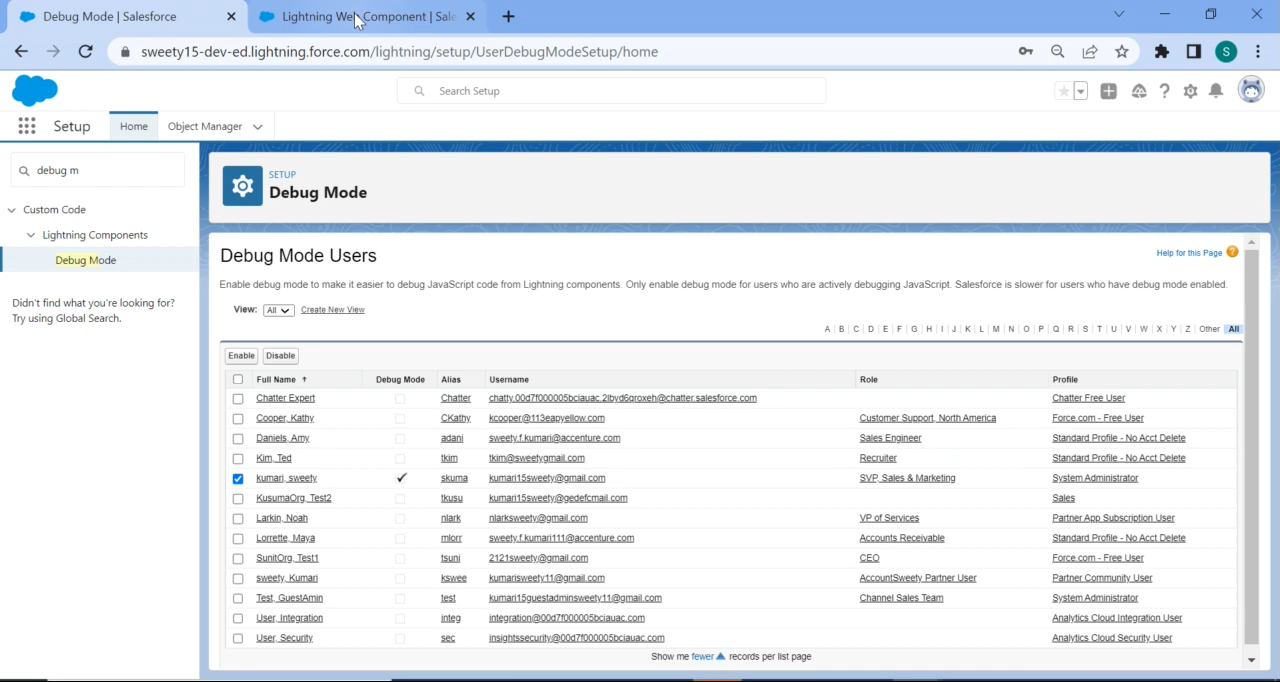 Debug Mode | Salesforce
Lightning Web Component | Sale
sweety15-dev-ed.lightning.force.com/lightning/setup/UserDebugModeSetup/home
S
Search Setup
Setup
Home
Object Manager
debug m
Custom Code
Lightning Components
Debug Mode
Didn't find what you're looking for?
Try using Global Search.
SETUP
Debug Mode
Debug Mode Users
Help for this Page ?
Enable debug mode to make it easier to debug JavaScript code from Lightning components. Only enable debug mode for users who are actively debugging JavaScript. Salesforce is slower for users who have debug mode enabled.
View: All Create New View
A | B | C | D | E | F | G | H | I | J | K | L | M | N | O | P | Q | R | S | T | U | V | W | X | Y | Z | Other All
Enable Disable
Full Name ↑ Debug Mode Alias Username Role Profile
Chatter Expert Chatter chatty.00d7f000005bciauac.2lbyd6qroxeh@chatter.salesforce.com Chatter Free User
Cooper, Kathy CKathy kcooper@113eapyellow.com Customer Support, North America Force.com - Free User
Daniels, Amy adani sweety.f.kumari@accenture.com Sales Engineer Standard Profile - No Acct Delete
Kim, Ted tkim tkim@sweetygmail.com Recruiter Standard Profile - No Acct Delete
kumari, sweety ✓ skuma kumari15sweety@gmail.com SVP, Sales & Marketing System Administrator
KusumaOrg, Test2 tkusu kumari15sweety@gedefcmail.com Sales
Larkin, Noah nlark nlarksweety@gmail.com VP of Services Partner App Subscription User
Lorrette, Maya mlorr sweety.f.kumari111@accenture.com Accounts Receivable Standard Profile - No Acct Delete
SunitOrg, Test1 tsuni 2121sweety@gmail.com CEO Force.com - Free User
sweety, Kumari kswee kumarisweety11@gmail.com AccountSweety Partner User Partner Community User
Test, GuestAmin test kumari15guestadminsweety11@gmail.com Channel Sales Team System Administrator
User, Integration integ integration@00d7f000005bciauac.com Analytics Cloud Integration User
User, Security sec insightssecurity@00d7f000005bciauac.com Analytics Cloud Security User
Show me fewer ▲ records per list page